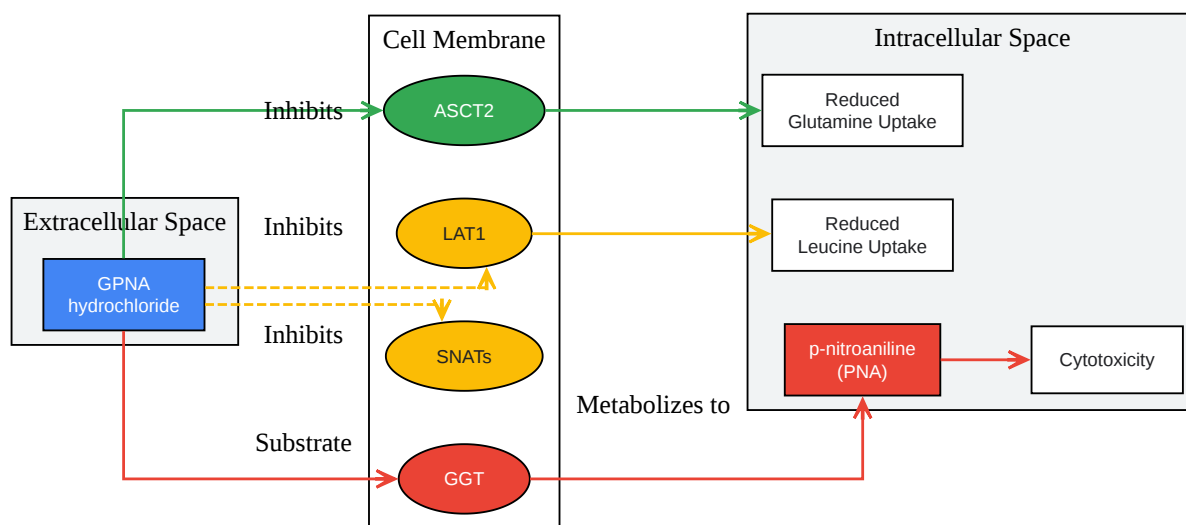 Cell Membrane
Intracellular Space
Inhibits
ASCT2
Reduced
Glutamine Uptake
Extracellular Space
Inhibits
LAT1
Reduced
Leucine Uptake
GPNA
hydrochloride
Inhibits
SNATs
p-nitroaniline
(PNA)
Cytotoxicity
Metabolizes to
Substrate
GGT